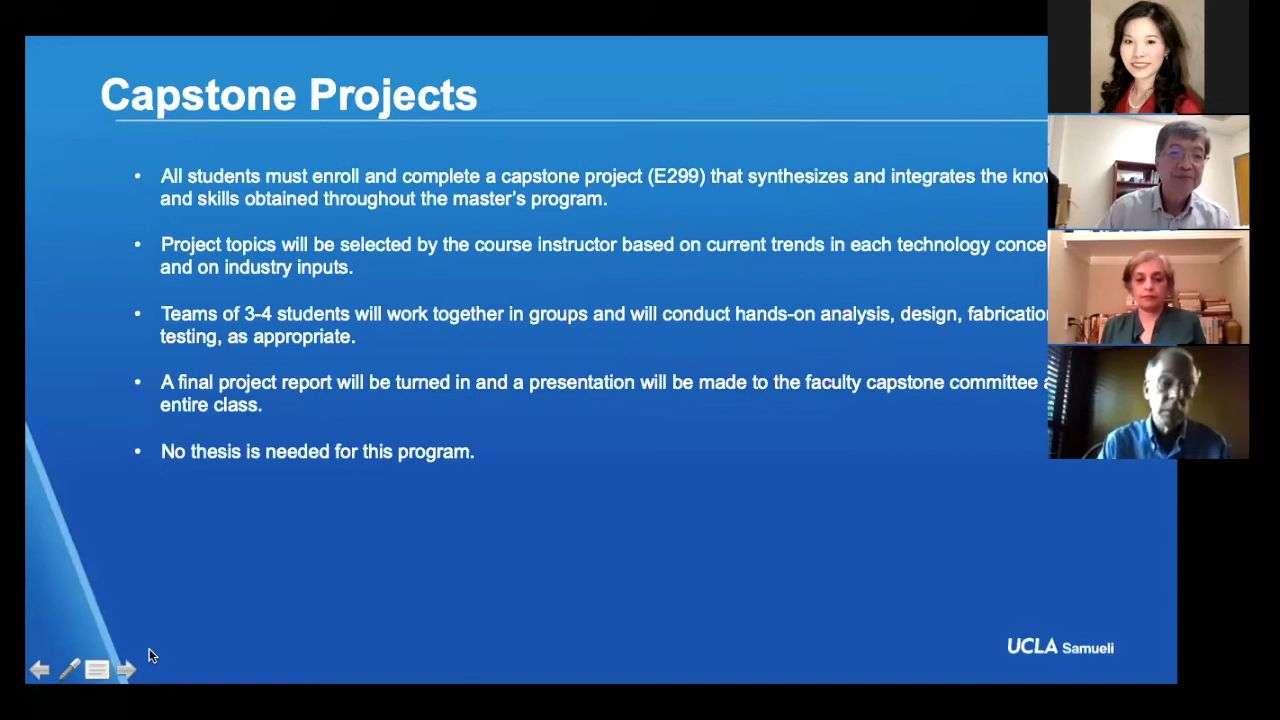 Capstone Projects
• All students must enroll and complete a capstone project (E299) that synthesizes and integrates the
and skills obtained throughout the master's program.
• Project topics will be selected by the course instructor based on current trends in each technology
and on industry inputs.
• Teams of 3-4 students will work together in groups and will conduct hands-on analysis, design,
testing, as appropriate.
• A final project report will be turned in and a presentation will be made to the faculty capstone committee
entire class.
• No thesis is needed for this program.
UCLA Samueli